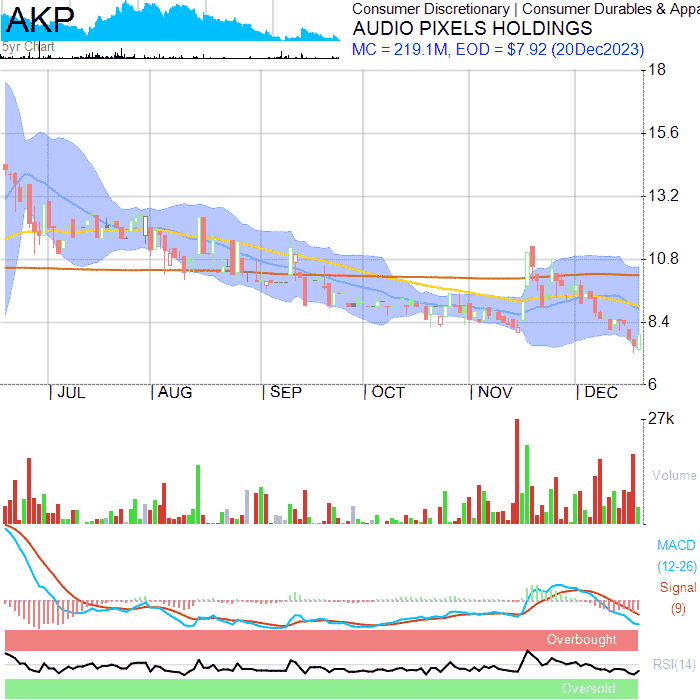 AKP
5yr Chart
Consumer Discretionary | Consumer Durables & Appa
AUDIO PIXELS HOLDINGS
MC = 219.1M, EOD = $7.92 (20Dec2023)
18
15.6
13.2
10.8
8.4
6
JUL
AUG
SEP
OCT
NOV
DEC
27k
Volume
MACD
(12-26)
Signal
(9)
Overbought
RSI(14)
Oversold